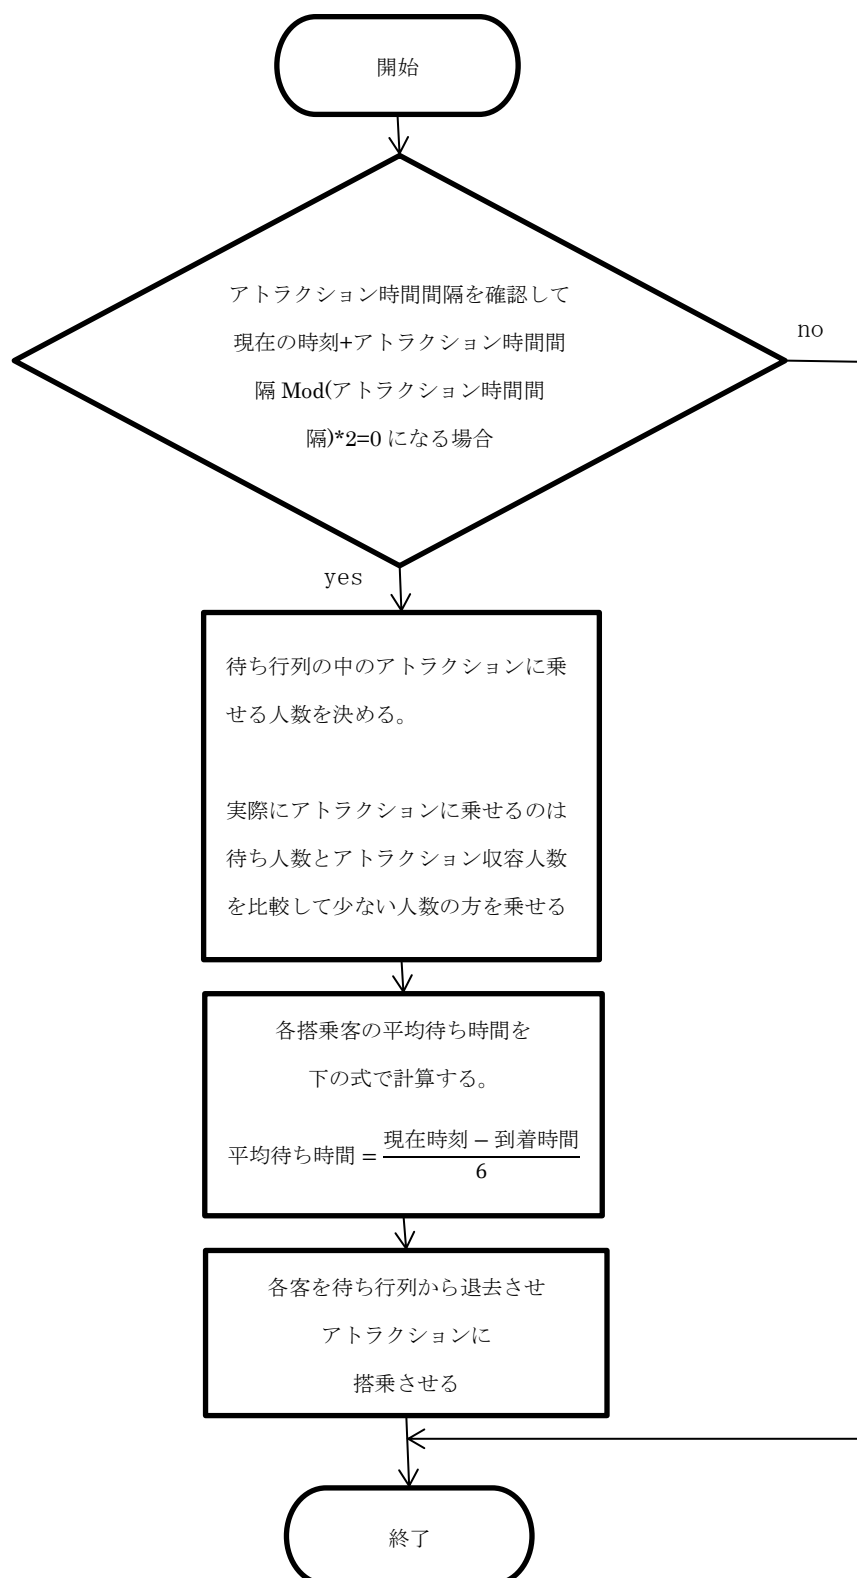 開始
アトラクション時間間隔を確認して
現在の時刻+アトラクション時間間
隔 Mod(アトラクション時間間
隔)*2=0 になる場合
no
yes
待ち行列の中のアトラクションに乗
せる人数を決める。
実際にアトラクションに乗せるのは
待ち人数とアトラクション収容人数
を比較して少ない人数の方を乗せる
各搭乗客の平均待ち時間を
下の式で計算する。
平均待ち時間 = (現在時刻 − 到着時間) / 6
各客を待ち行列から退去させ
アトラクションに
搭乗させる
終了